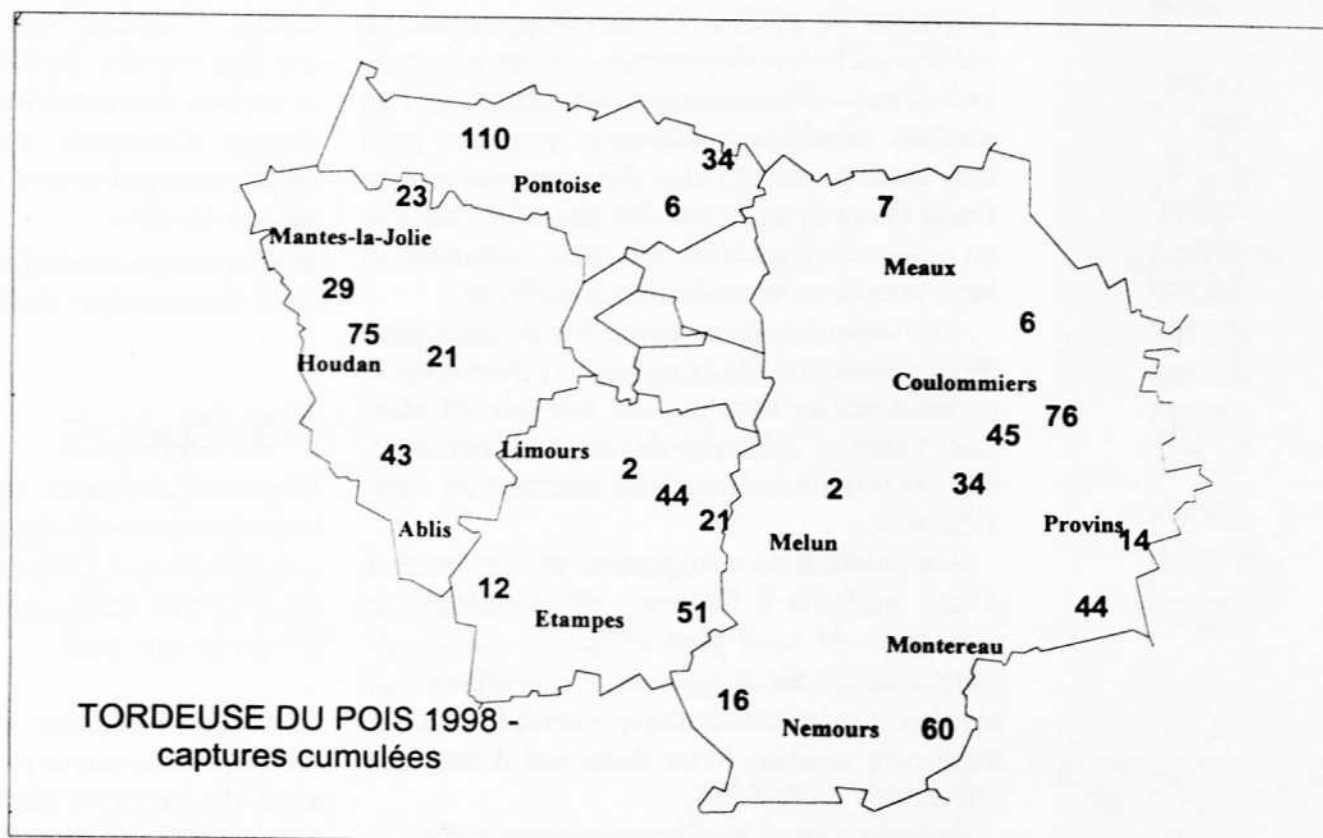 110
34
Pontoise
6
7
23
Mantes-la-Jolie
Meaux
29
6
75
Houdan
21
Coulommiers
76
45
43
Limours
2
44
2
34
21
Ablis
Melun
Provins
14
12
Etampes
51
44
Montereau
16
Nemours
60
TORDEUSE DU POIS 1998 -
captures cumulées